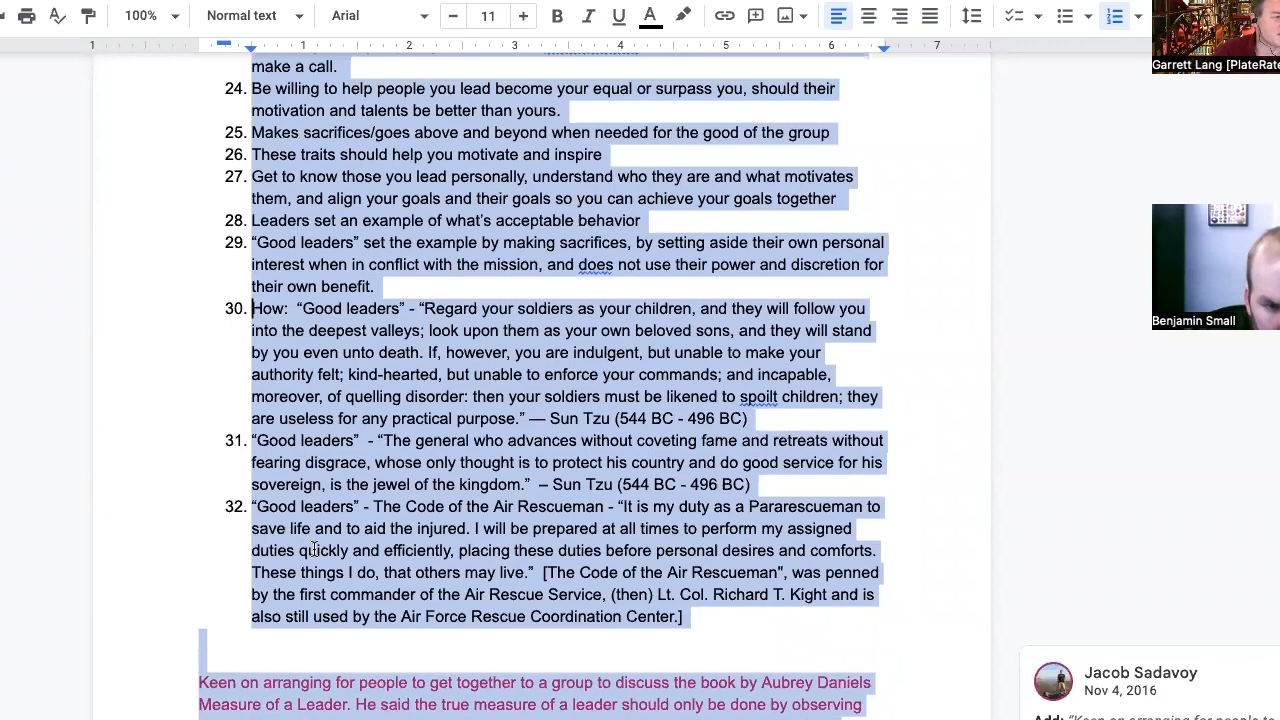 100%
Normal text
Arial
11
B I U A
1 1 2 3 4 5 6 7
make a call.
24. Be willing to help people you lead become your equal or surpass you, should their
motivation and talents be better than yours.
25. Makes sacrifices/goes above and beyond when needed for the good of the group
26. These traits should help you motivate and inspire
27. Get to know those you lead personally, understand who they are and what motivates
them, and align your goals and their goals so you can achieve your goals together
28. Leaders set an example of what’s acceptable behavior
29. “Good leaders” set the example by making sacrifices, by setting aside their own personal
interest when in conflict with the mission, and does not use their power and discretion for
their own benefit.
30. How:  “Good leaders” - “Regard your soldiers as your children, and they will follow you
into the deepest valleys; look upon them as your own beloved sons, and they will stand
by you even unto death. If, however, you are indulgent, but unable to make your
authority felt; kind-hearted, but unable to enforce your commands; and incapable,
moreover, of quelling disorder: then your soldiers must be likened to spoilt children; they
are useless for any practical purpose.” — Sun Tzu (544 BC - 496 BC)
31. “Good leaders”  - “The general who advances without coveting fame and retreats without
fearing disgrace, whose only thought is to protect his country and do good service for his
sovereign, is the jewel of the kingdom.”  – Sun Tzu (544 BC - 496 BC)
32. “Good leaders” - The Code of the Air Rescueman - “It is my duty as a Pararescueman to
save life and to aid the injured. I will be prepared at all times to perform my assigned
duties quickly and efficiently, placing these duties before personal desires and comforts.
These things I do, that others may live.”  [The Code of the Air Rescueman", was penned
by the first commander of the Air Rescue Service, (then) Lt. Col. Richard T. Kight and is
also still used by the Air Force Rescue Coordination Center.]
Keen on arranging for people to get together to a group to discuss the book by Aubrey Daniels
Measure of a Leader. He said the true measure of a leader should only be done by observing
Garrett Lang [PlateRate
Benjamin Small
Jacob Sadavoy
Nov 4, 2016
Add: “Keen on arranging for people to